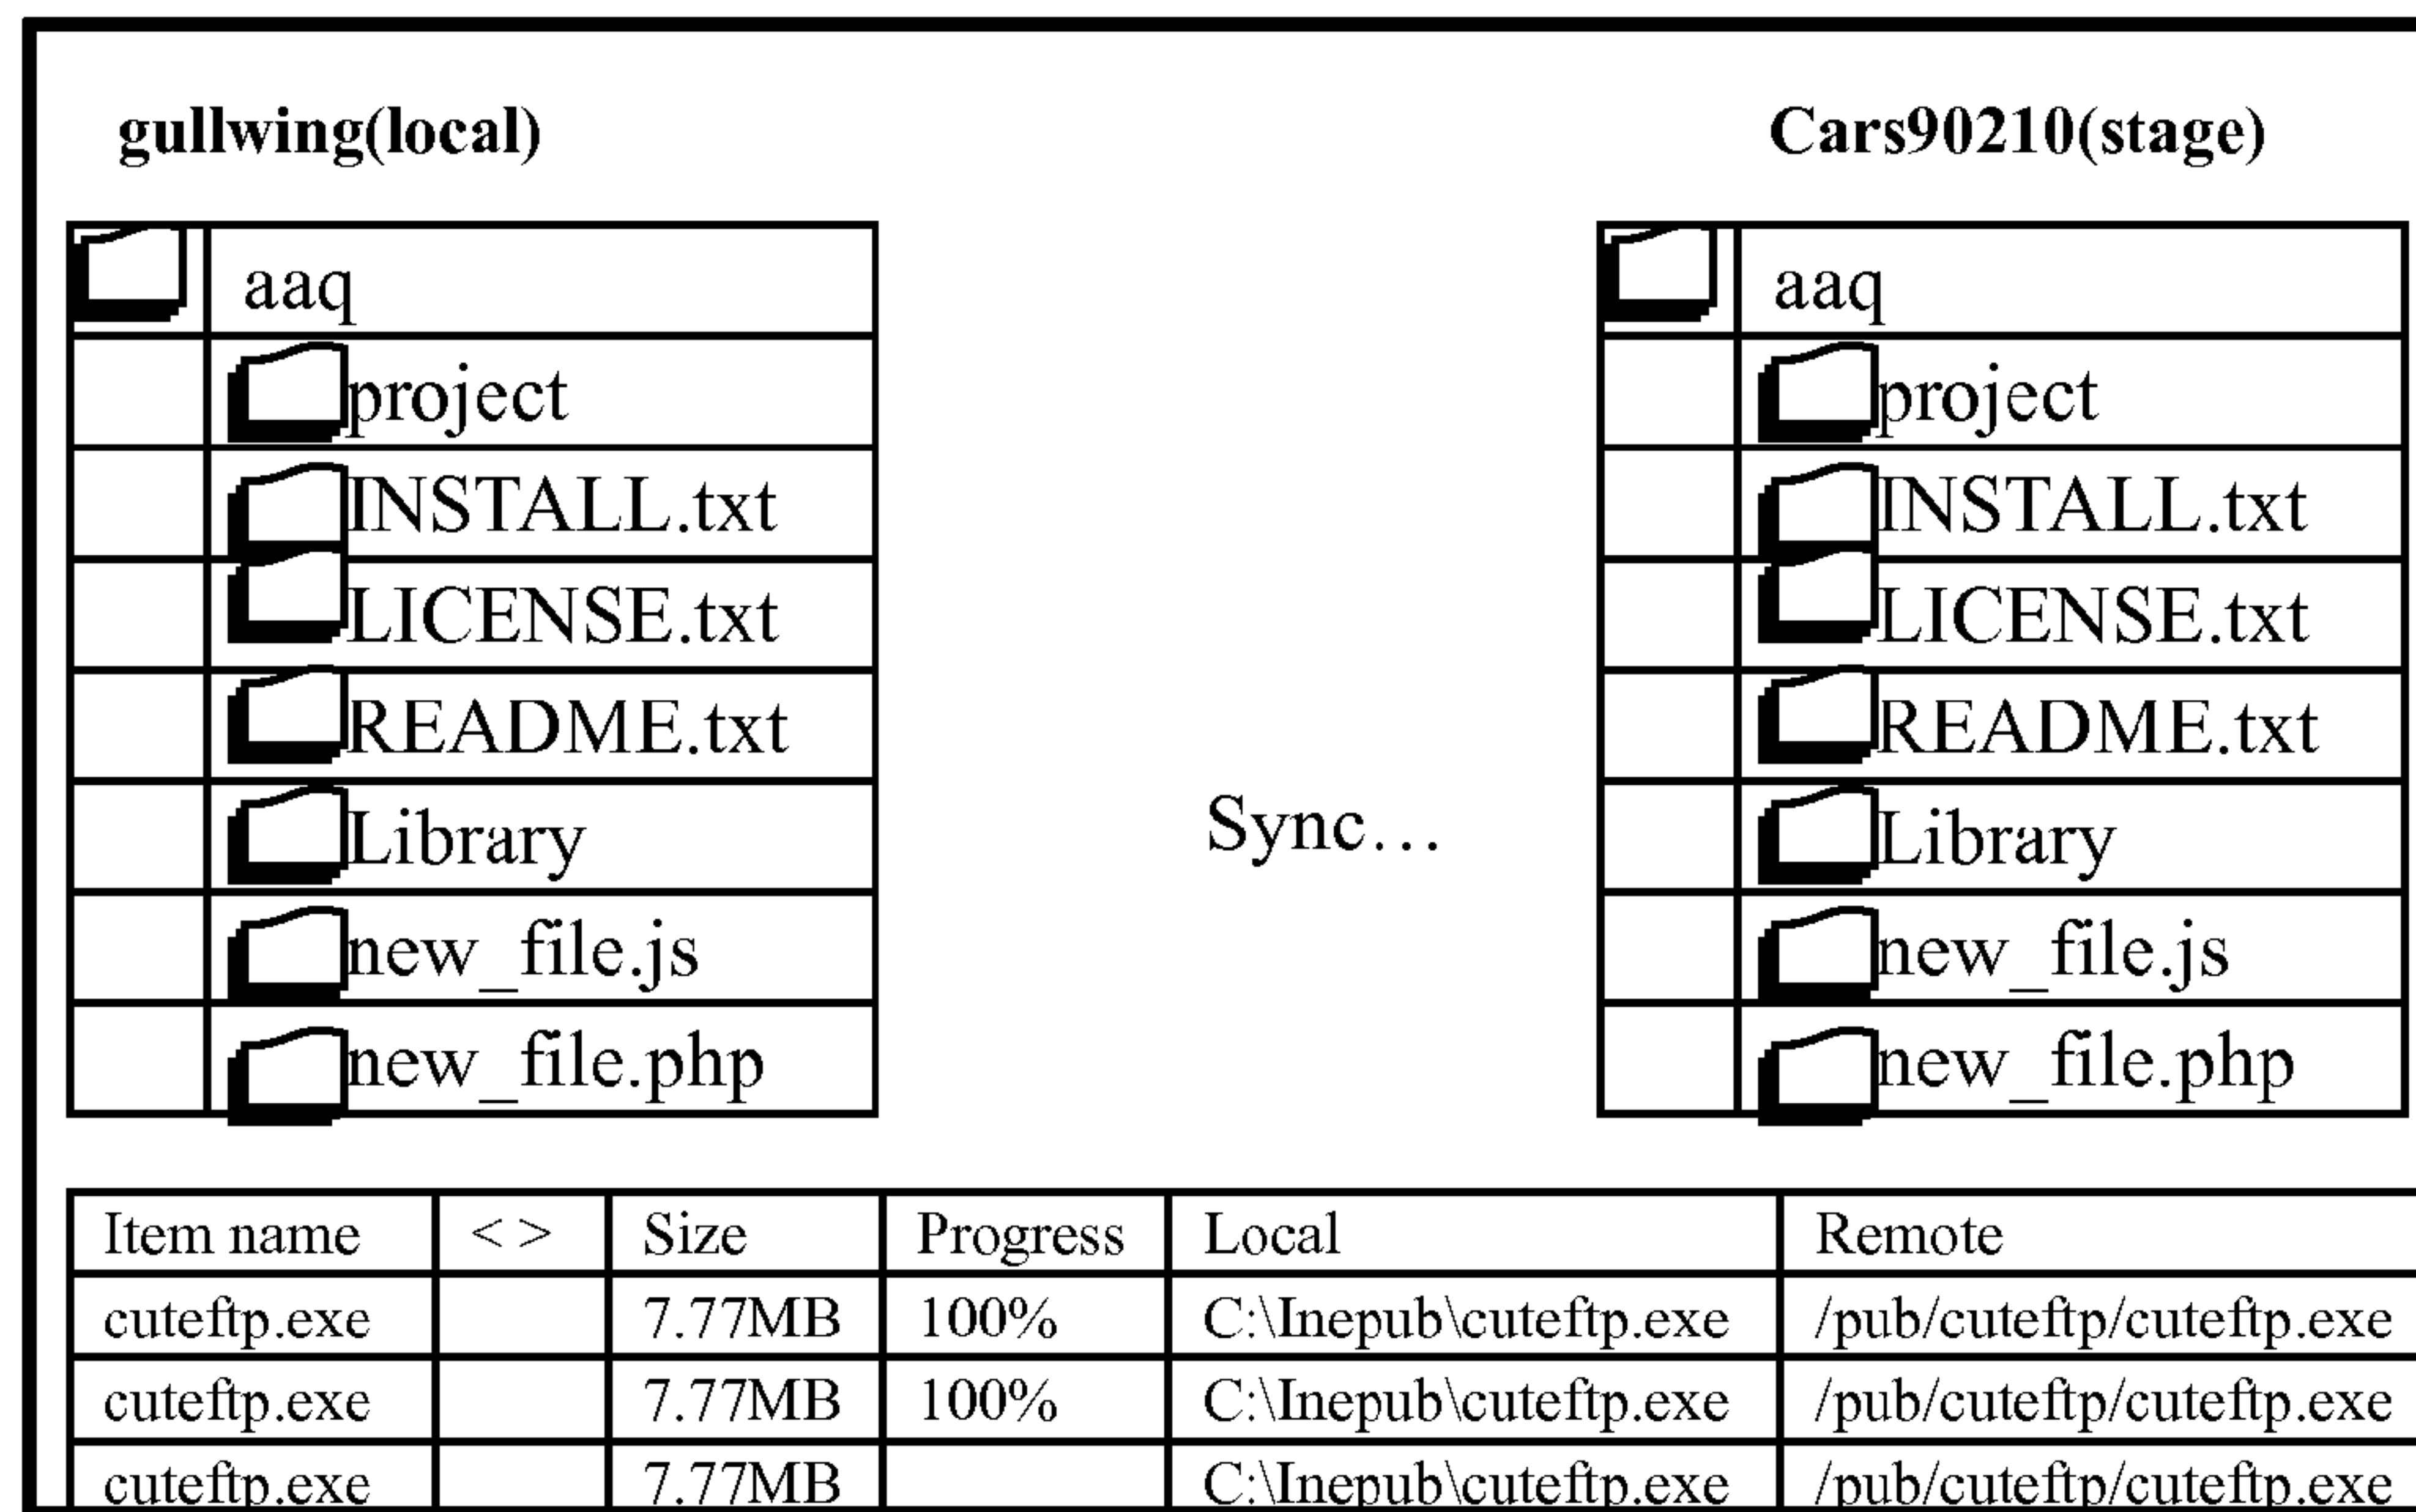 gullwing(local) Cars90210(stage)
aaq aaq
project project
INSTALL.txt INSTALL.txt
LICENSE.txt LICENSE.txt
README.txt README.txt
Library Sync... Library
new_file.js new_file.js
new_file.php new_file.php
Item name < > Size Progress Local Remote
cuteftp.exe 7.77MB 100% C:\Inepub\cuteftp.exe /pub/cuteftp/cuteftp.exe
cuteftp.exe 7.77MB 100% C:\Inepub\cuteftp.exe /pub/cuteftp/cuteftp.exe
cuteftp.exe 7.77MB C:\Inepub\cuteftp.exe /pub/cuteftp/cuteftp.exe